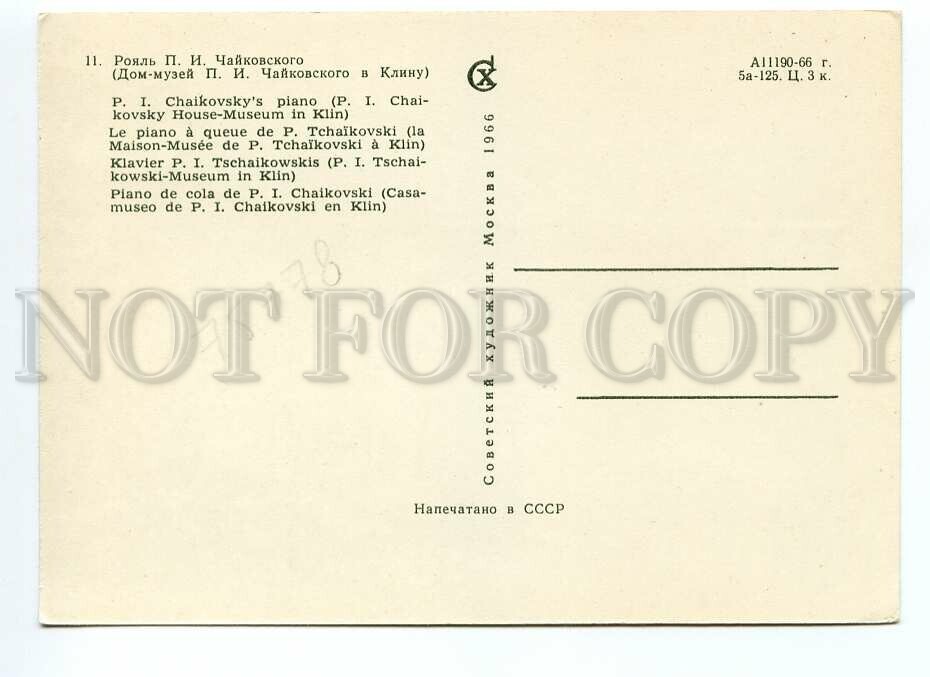 11. Рояль П. И. Чайковского
(Дом-музей П. И. Чайковского в Клину)
P. I. Chaikovsky's piano (P. I. Chai-
kovsky House-Museum in Klin)
Le piano à queue de P. Tchaïkovski (la
Maison-Musée de P. Tchaïkovski à Klin)
Klavier P. I. Tschaikowskis (P. I. Tschai-
kowski-Museum in Klin)
Piano de cola de P. I. Chaikovski (Casa-
museo de P. I. Chaikovski en Klin)
СХ
А11190-66 г.
5а-125. Ц. 3 к.
Советский художник Москва 1966
78
NOT FOR COPY
Напечатано в СССР